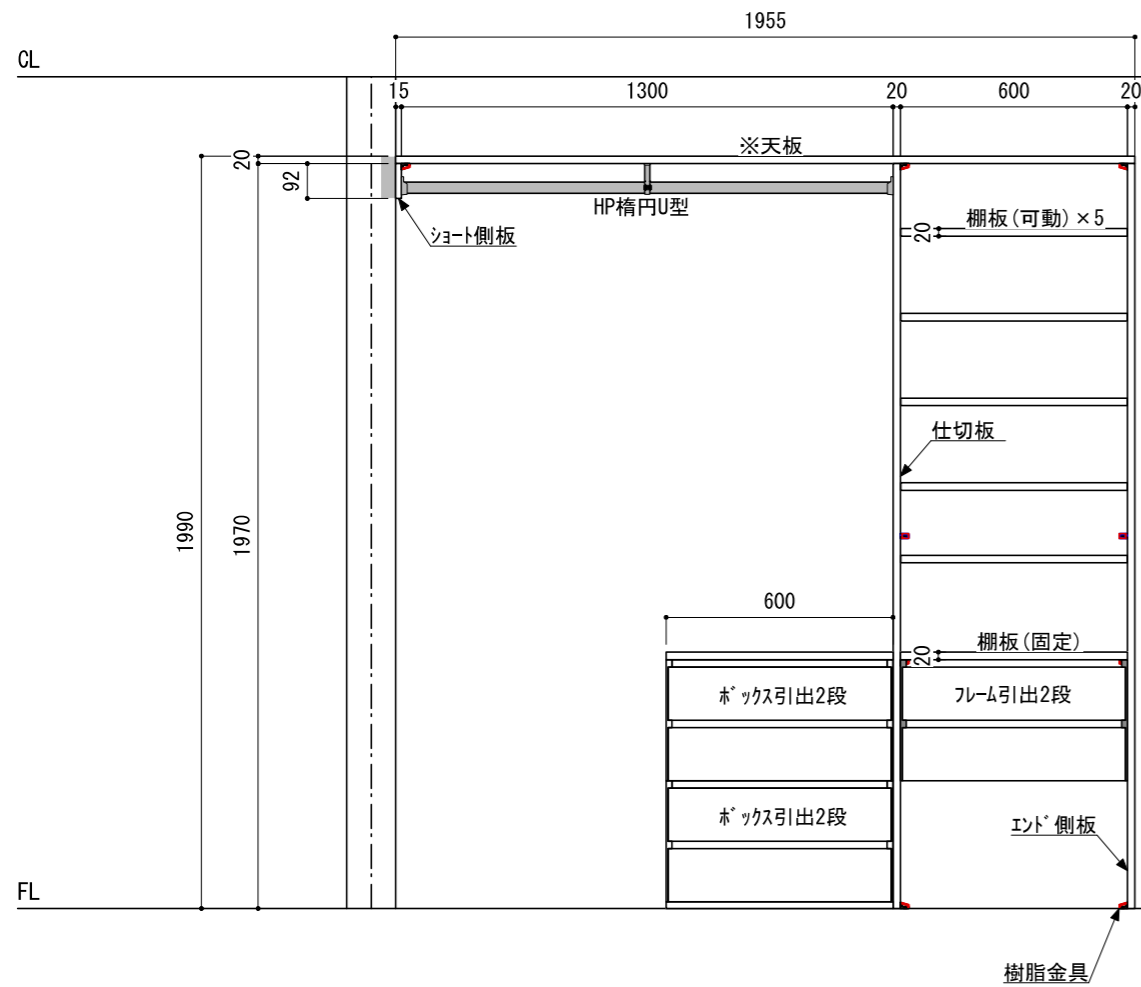 1955
CL
15
1300
20
600
20
20
※天板
92
HP楕円U型
ｼｮｰﾄ側板
棚板(可動)×5
20
仕切板
1990
1970
600
棚板(固定)
20
ﾎﾞｯｸｽ引出2段
ﾌﾚｰﾑ引出2段
ﾎﾞｯｸｽ引出2段
ｴﾝﾄﾞ側板
FL
樹脂金具